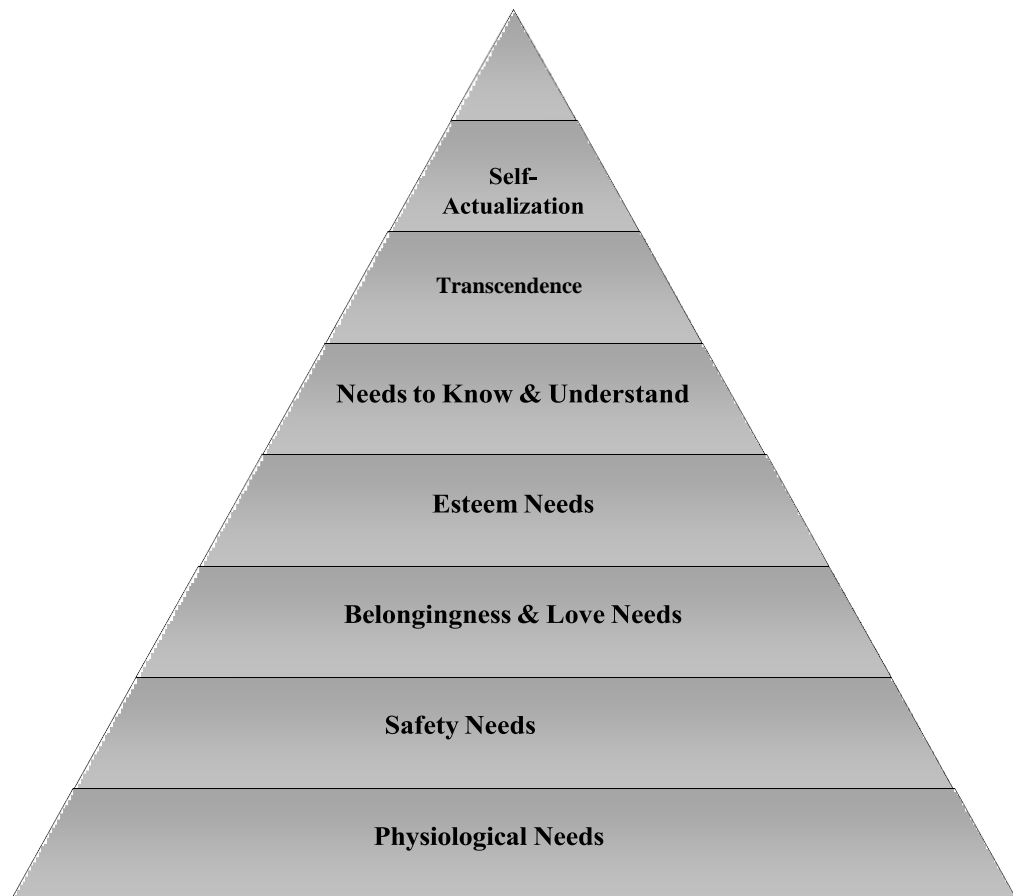 Self-
Actualization
Transcendence
Needs to Know & Understand
Esteem Needs
Belongingness & Love Needs
Safety Needs
Physiological Needs